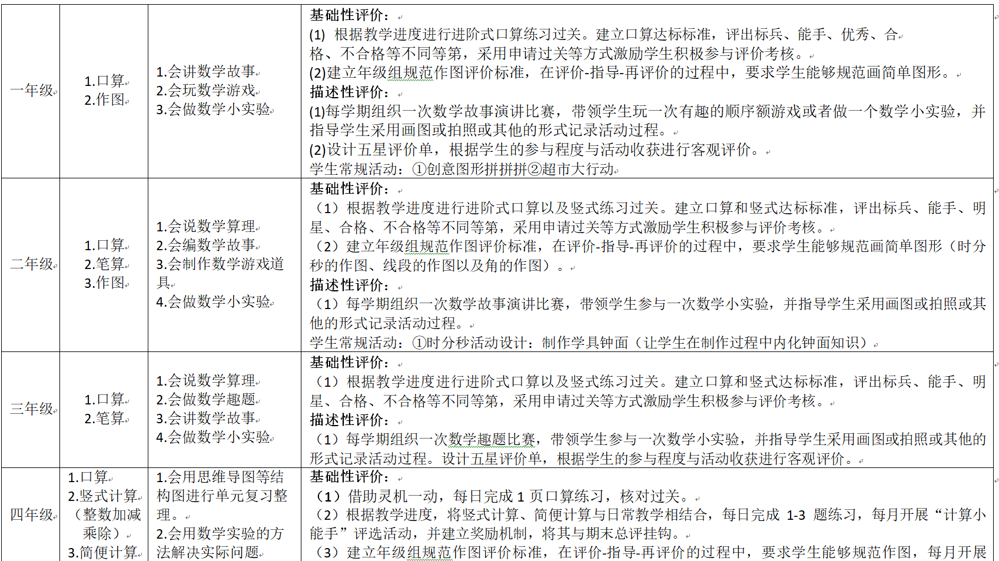 一年级
1.口算
2.作图
1.会讲数学故事
2.会玩数学游戏
3.会做数学小实验
基础性评价：
(1) 根据教学进度进行进阶式口算练习过关。建立口算达标标准，评出标兵、能手、优秀、合
格、不合格等不同等第，采用申请过关等方式激励学生积极参与评价考核。
(2)建立年级组规范作图评价标准，在评价-指导-再评价的过程中，要求学生能够规范画简单图形。
描述性评价：
(1)每学期组织一次数学故事演讲比赛，带领学生玩一次有趣的顺序额游戏或者做一个数学小实验，并
指导学生采用画图或拍照或其他的形式记录活动过程。
(2)设计五星评价单，根据学生的参与程度与活动收获进行客观评价。
学生常规活动：①创意图形拼拼拼②超市大行动
二年级
1.口算
2.笔算
3.作图
1.会说数学算理
2.会编数学故事
3.会制作数学游戏道
具
4.会做数学小实验
基础性评价：
（1）根据教学进度进行进阶式口算以及竖式练习过关。建立口算和竖式达标标准，评出标兵、能手、明
星、合格、不合格等不同等第，采用申请过关等方式激励学生积极参与评价考核。
（2）建立年级组规范作图评价标准，在评价-指导-再评价的过程中，要求学生能够规范画简单图形（时分
秒的作图、线段的作图以及角的作图）。
描述性评价：
（1）每学期组织一次数学故事演讲比赛，带领学生参与一次数学小实验，并指导学生采用画图或拍照或其
他的形式记录活动过程。
学生常规活动：①时分秒活动设计：制作学具钟面（让学生在制作过程中内化钟面知识）
三年级
1.口算
2.笔算
1.会说数学算理
2.会做数学趣题
3.会讲数学故事
4.会做数学小实验
基础性评价：
（1）根据教学进度进行进阶式口算以及竖式练习过关。建立口算和竖式达标标准，评出标兵、能手、明
星、合格、不合格等不同等第，采用申请过关等方式激励学生积极参与评价考核。
描述性评价：
（1）每学期组织一次数学趣题比赛，带领学生参与一次数学小实验，并指导学生采用画图或拍照或其他的
形式记录活动过程。设计五星评价单，根据学生的参与程度与活动收获进行客观评价。
四年级
1.口算
2.竖式计算
（整数加减
乘除）
3.简便计算
1.会用思维导图等结
构图进行单元复习整
理。
2.会用数学实验的方
法解决实际问题
基础性评价：
（1）借助灵机一动，每日完成 1 页口算练习，核对过关。
（2）根据教学进度，将竖式计算、简便计算与日常教学相结合，每日完成 1-3 题练习，每月开展“计算小
能手”评选活动，并建立奖励机制，将其与期末总评挂钩。
（3）建立年级组规范作图评价标准，在评价-指导-再评价的过程中，要求学生能够规范作图，每月开展